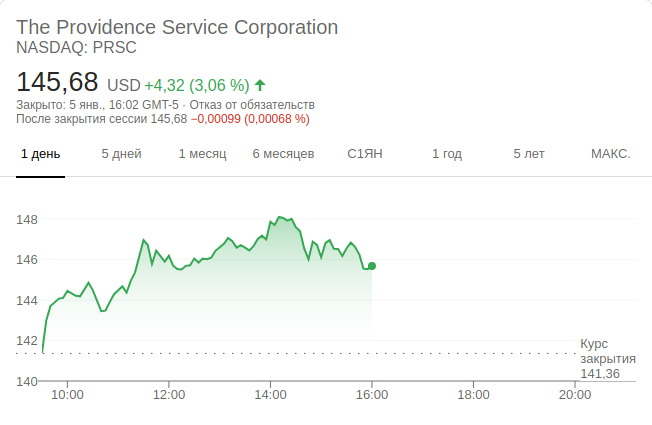 The Providence Service Corporation
NASDAQ: PRSC
145,68 USD +4,32 (3,06 %)
Закрыто: 5 янв., 16:02 GMT-5 · Отказ от обязательств
После закрытия сессии 145,68 −0,00099 (0,00068 %)
1 день 5 дней 1 месяц 6 месяцев С1ЯН 1 год 5 лет МАКС.
148
146
144
142
140
Курс
закрытия
141,36
10:00 12:00 14:00 16:00 18:00 20:00